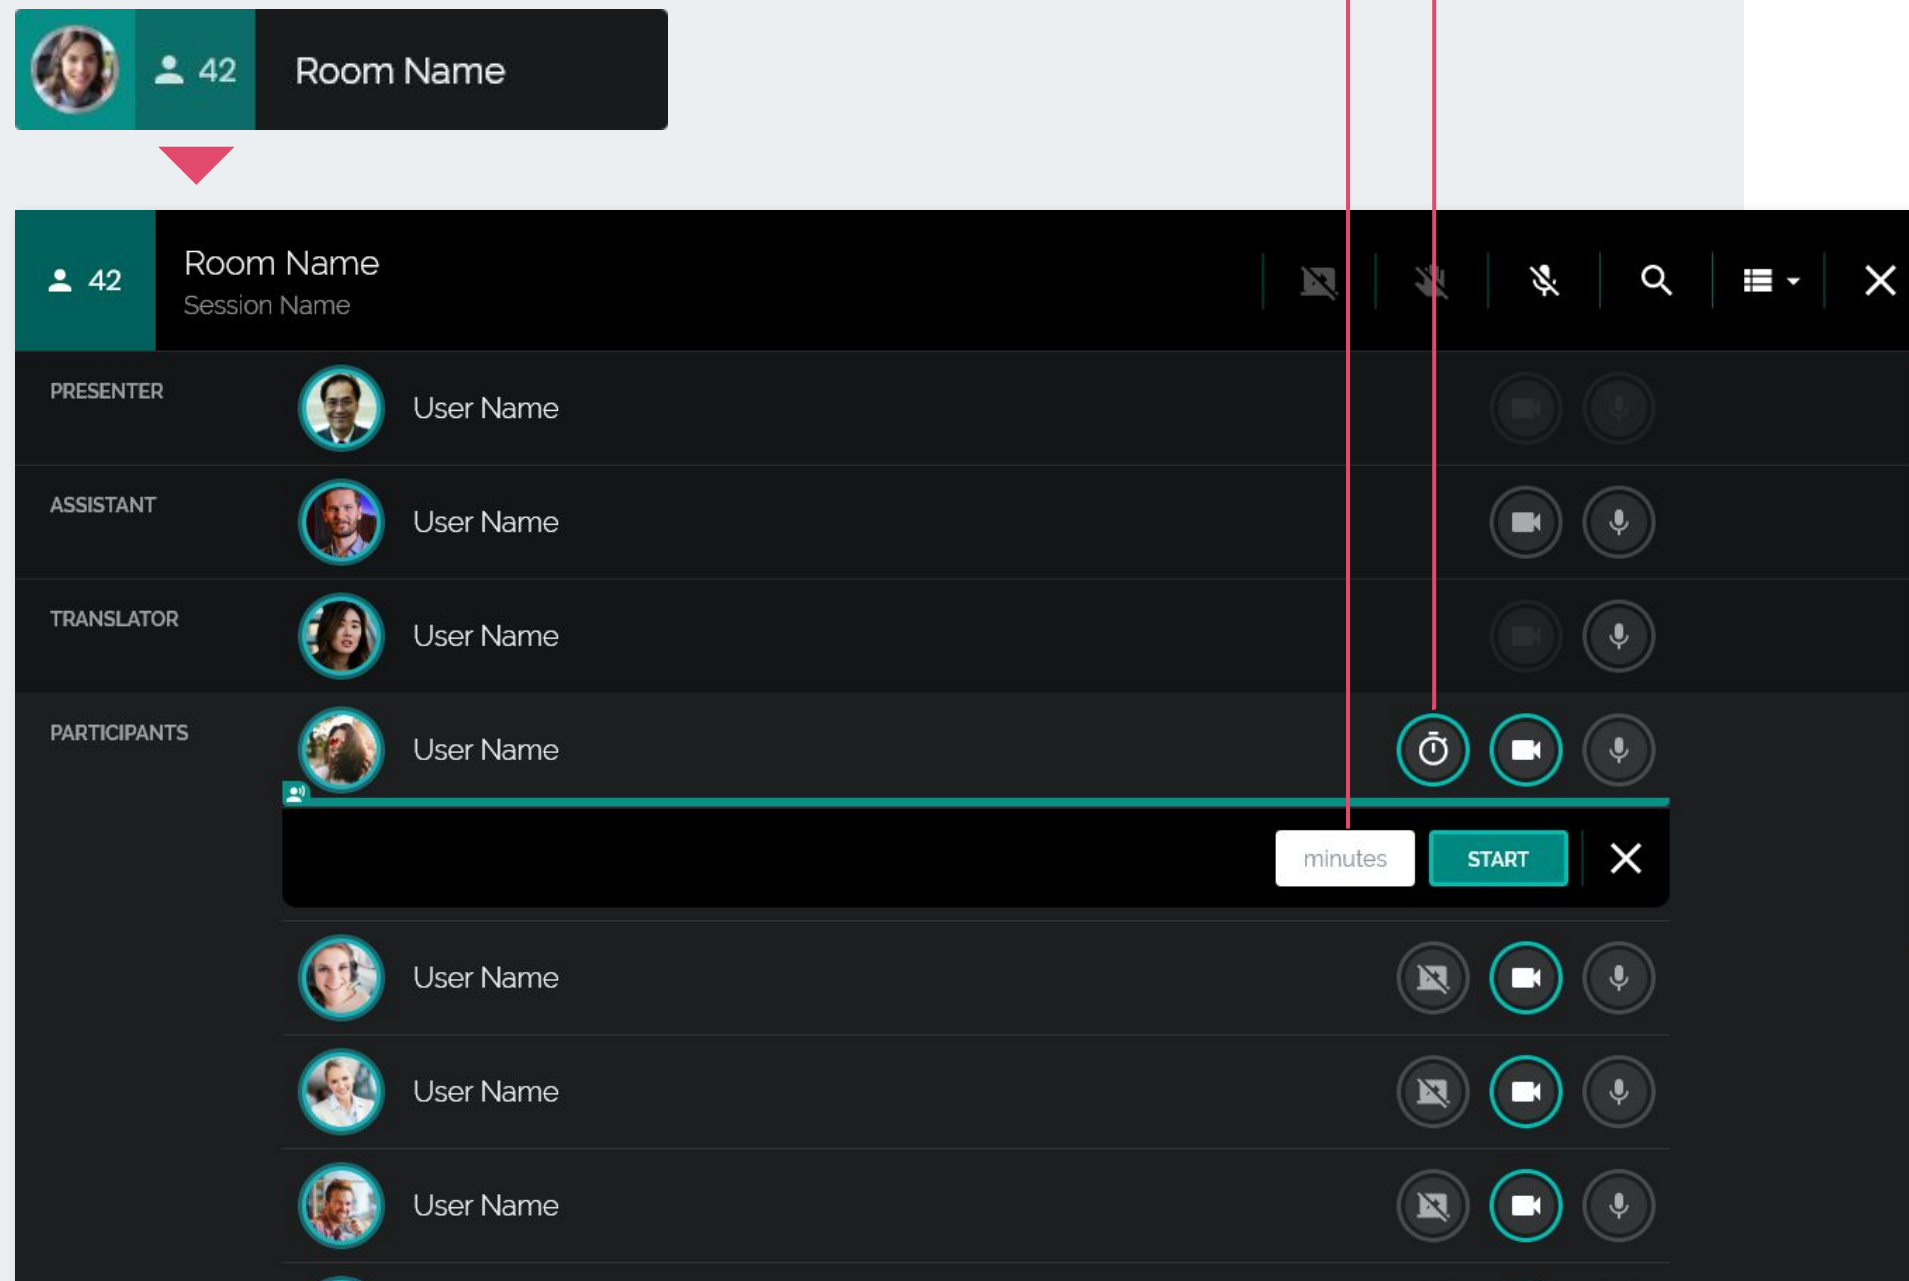 42 Room Name
42
Room Name
Session Name
PRESENTER
User Name
ASSISTANT
User Name
TRANSLATOR
User Name
PARTICIPANTS
User Name
minutes START
User Name
User Name
User Name